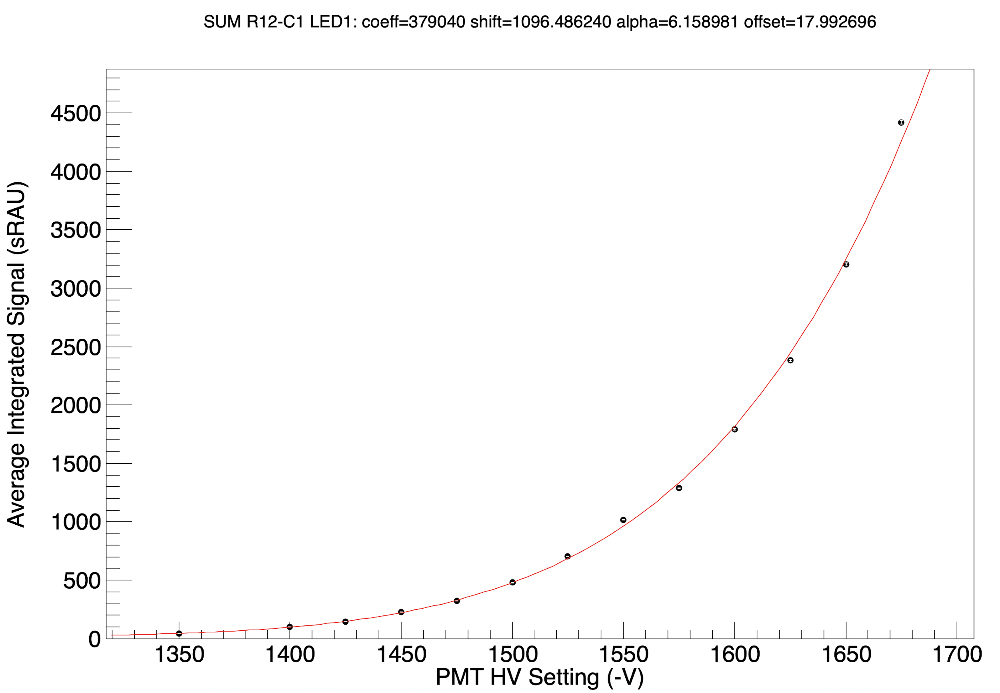 SUM R12-C1 LED1: coeff=379040 shift=1096.486240 alpha=6.158981 offset=17.992696
Average Integrated Signal (sRAU)
4500
4000
3500
3000
2500
2000
1500
1000
500
0
1350 1400 1450 1500 1550 1600 1650 1700
PMT HV Setting (-V)